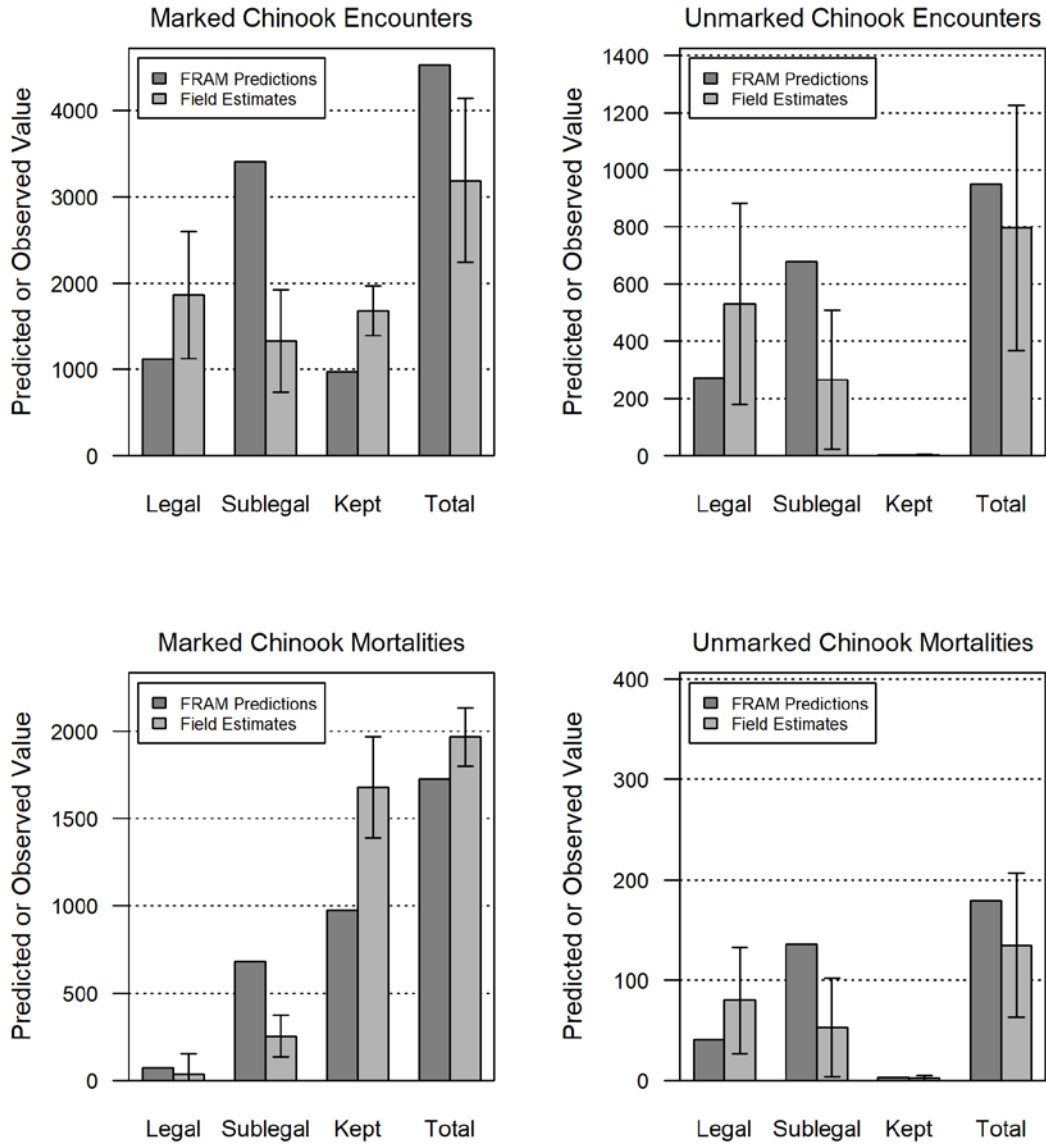 Marked Chinook Encounters
Predicted or Observed Value
FRAM Predictions
Field Estimates
4000
3000
2000
1000
0
Legal Sublegal Kept Total
Unmarked Chinook Encounters
Predicted or Observed Value
FRAM Predictions
Field Estimates
1400
1200
1000
800
600
400
200
0
Legal Sublegal Kept Total
Marked Chinook Mortalities
Predicted or Observed Value
FRAM Predictions
Field Estimates
2000
1500
1000
500
0
Legal Sublegal Kept Total
Unmarked Chinook Mortalities
Predicted or Observed Value
FRAM Predictions
Field Estimates
400
300
200
100
0
Legal Sublegal Kept Total